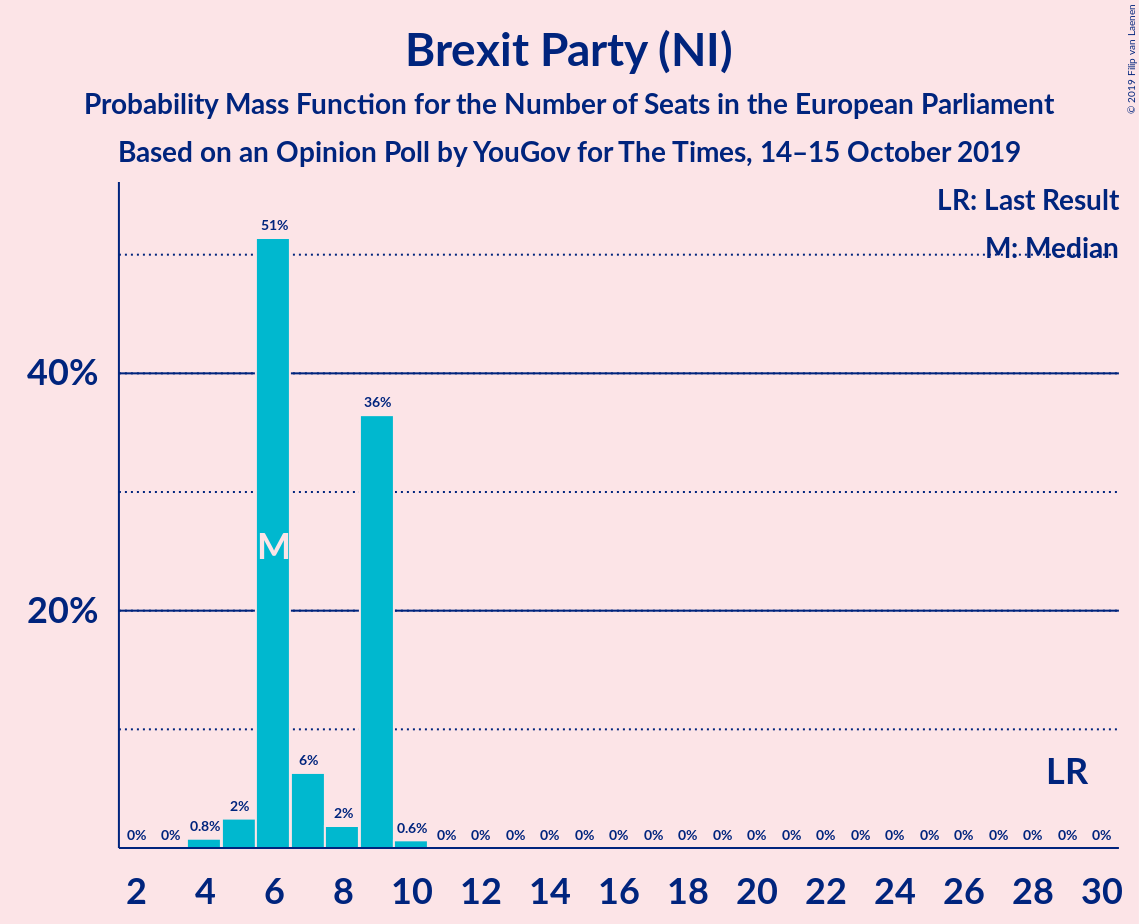 Brexit Party (NI)
Probability Mass Function for the Number of Seats in the European Parliament
Based on an Opinion Poll by YouGov for The Times, 14–15 October 2019
© 2019 Filip van Laenen
LR: Last Result
M: Median
51%
40%
36%
M
20%
LR
0% 0% 0.8% 2% 6% 2% 0.6% 0% 0% 0% 0% 0% 0% 0% 0% 0% 0% 0% 0% 0% 0% 0% 0% 0% 0% 0% 0%
2 4 6 8 10 12 14 16 18 20 22 24 26 28 30